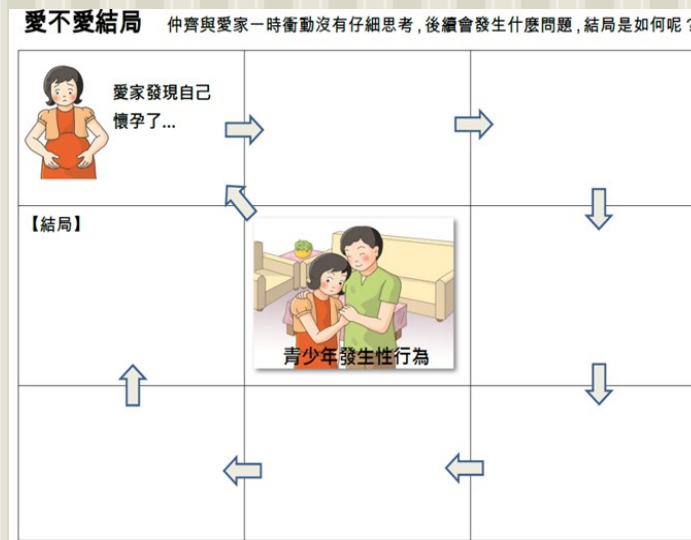 愛不愛結局 仲齊與愛家一時衝動沒有仔細思考,後續會發生什麼問題,結局是如何呢?
愛家發現自己
懷孕了...
【結局】
青少年發生性行為